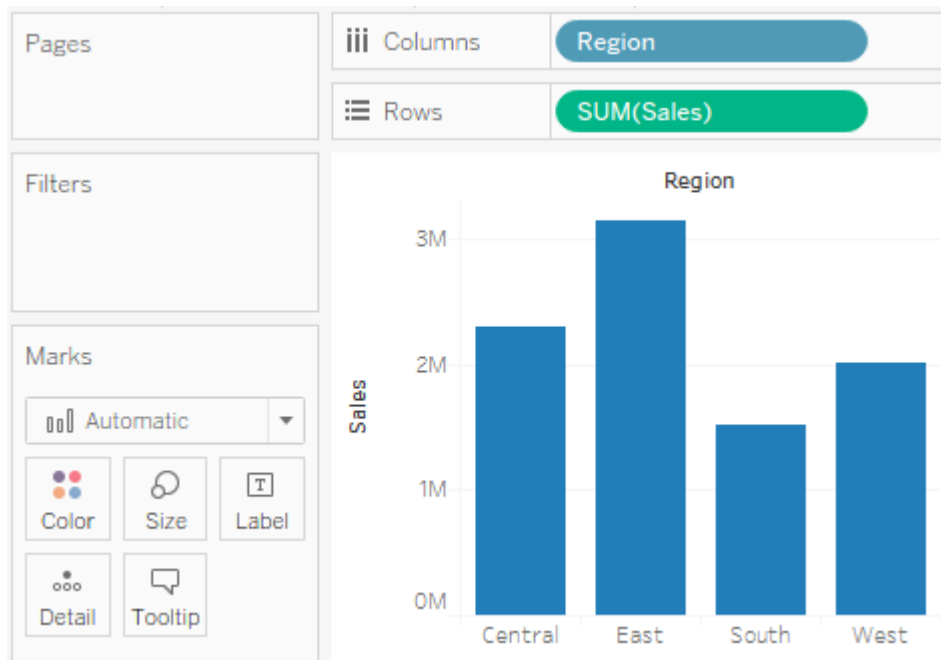 Pages
Columns
Region
Rows
SUM(Sales)
Filters
Marks
Automatic
Color
Size
T
Label
Detail
Tooltip
Region
3M
2M
1M
0M
Sales
Central
East
South
West